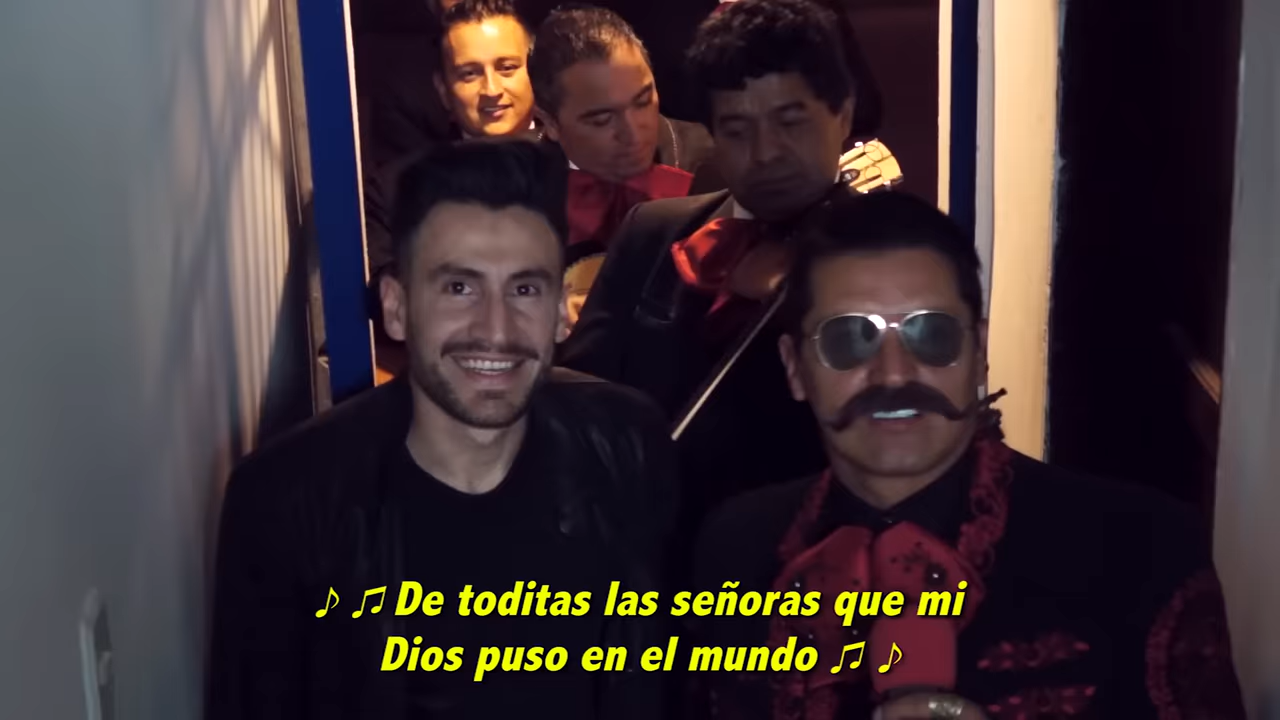 ♪ ♫ De toditas las señoras que mi
Dios puso en el mundo ♫ ♪